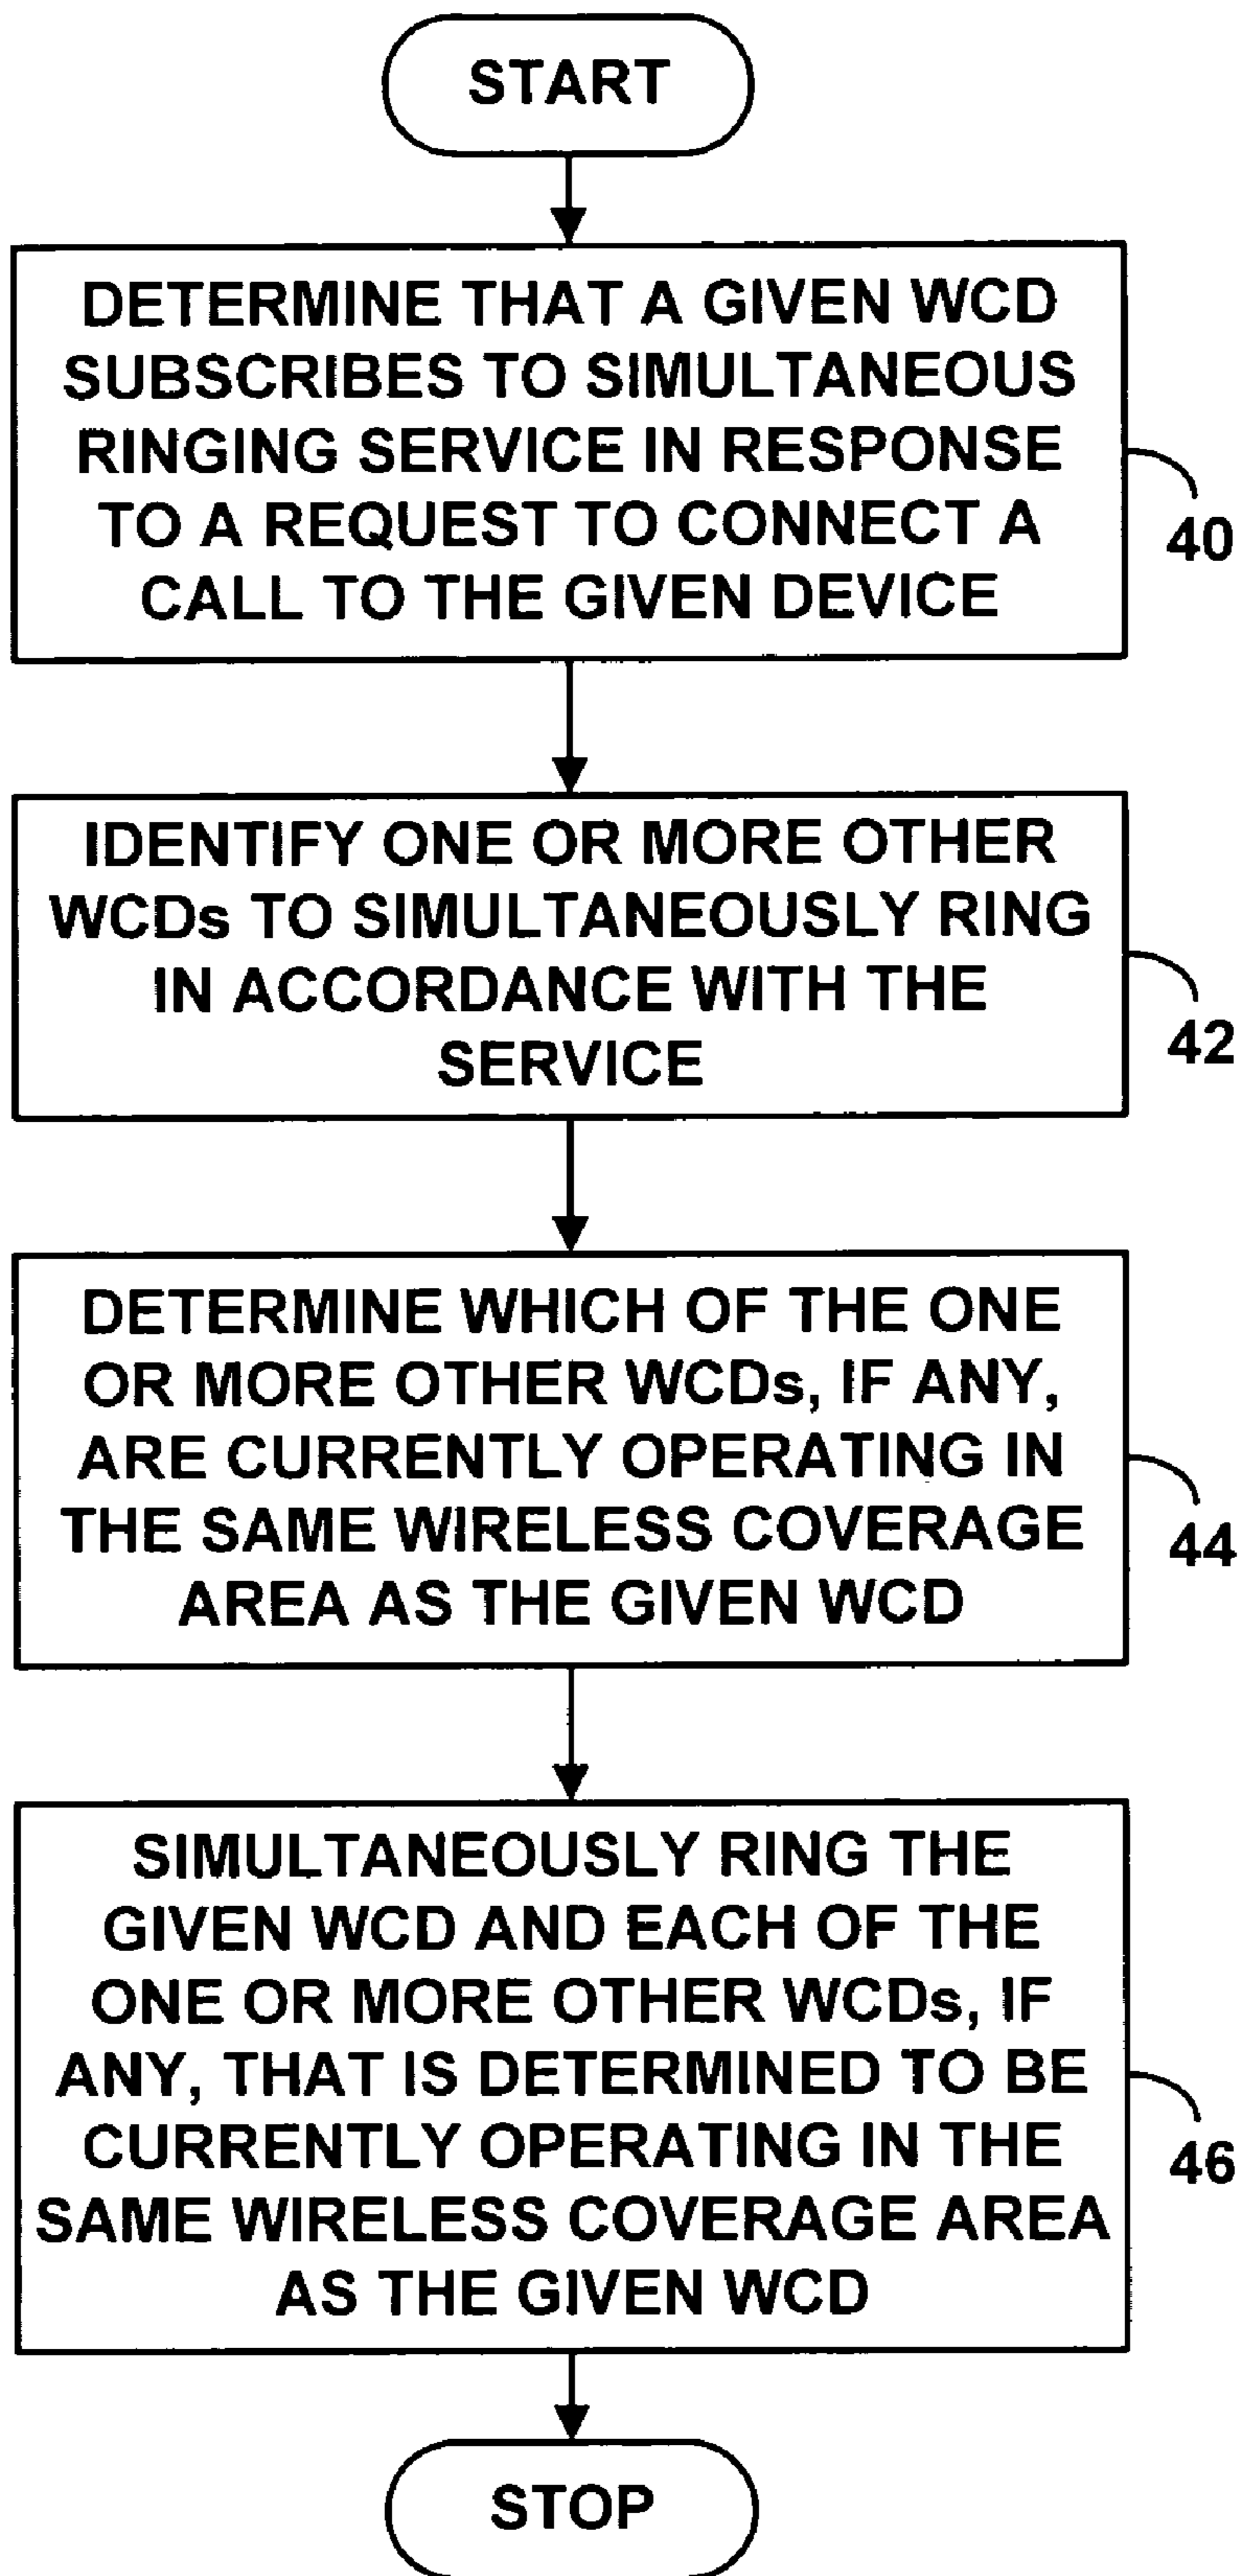 START
DETERMINE THAT A GIVEN WCD
SUBSCRIBES TO SIMULTANEOUS
RINGING SERVICE IN RESPONSE
TO A REQUEST TO CONNECT A
CALL TO THE GIVEN DEVICE
40
IDENTIFY ONE OR MORE OTHER
WCDs TO SIMULTANEOUSLY RING
IN ACCORDANCE WITH THE
SERVICE
42
DETERMINE WHICH OF THE ONE
OR MORE OTHER WCDs, IF ANY,
ARE CURRENTLY OPERATING IN
THE SAME WIRELESS COVERAGE
AREA AS THE GIVEN WCD
44
SIMULTANEOUSLY RING THE
GIVEN WCD AND EACH OF THE
ONE OR MORE OTHER WCDs, IF
ANY, THAT IS DETERMINED TO BE
CURRENTLY OPERATING IN THE
SAME WIRELESS COVERAGE AREA
AS THE GIVEN WCD
46
STOP